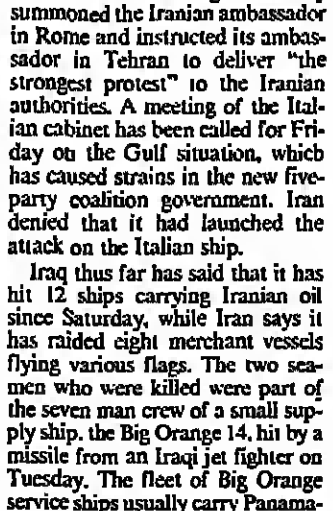 summoned the Iranian ambassador
in Rome and instructed its ambas-
sador in Tehran to deliver "the
strongest protest" to the Iranian
authorities. A meeting of the Ital-
ian cabinet has been called for Fri-
day on the Gulf situation, which
has caused strains in the new five-
party coalition government. Iran
denied that it had launched the
attack on the Italian ship.
Iraq thus far has said that it has
hit 12 ships carrying Iranian oil
since Saturday, while Iran says it
has raided eight merchant vessels
flying various flags. The two sea-
men who were killed were part of
the seven man crew of a small sup-
ply ship, the Big Orange 14, hit by a
missile from an Iraqi jet fighter on
Tuesday. The fleet of Big Orange
service ships usually carry Panama-